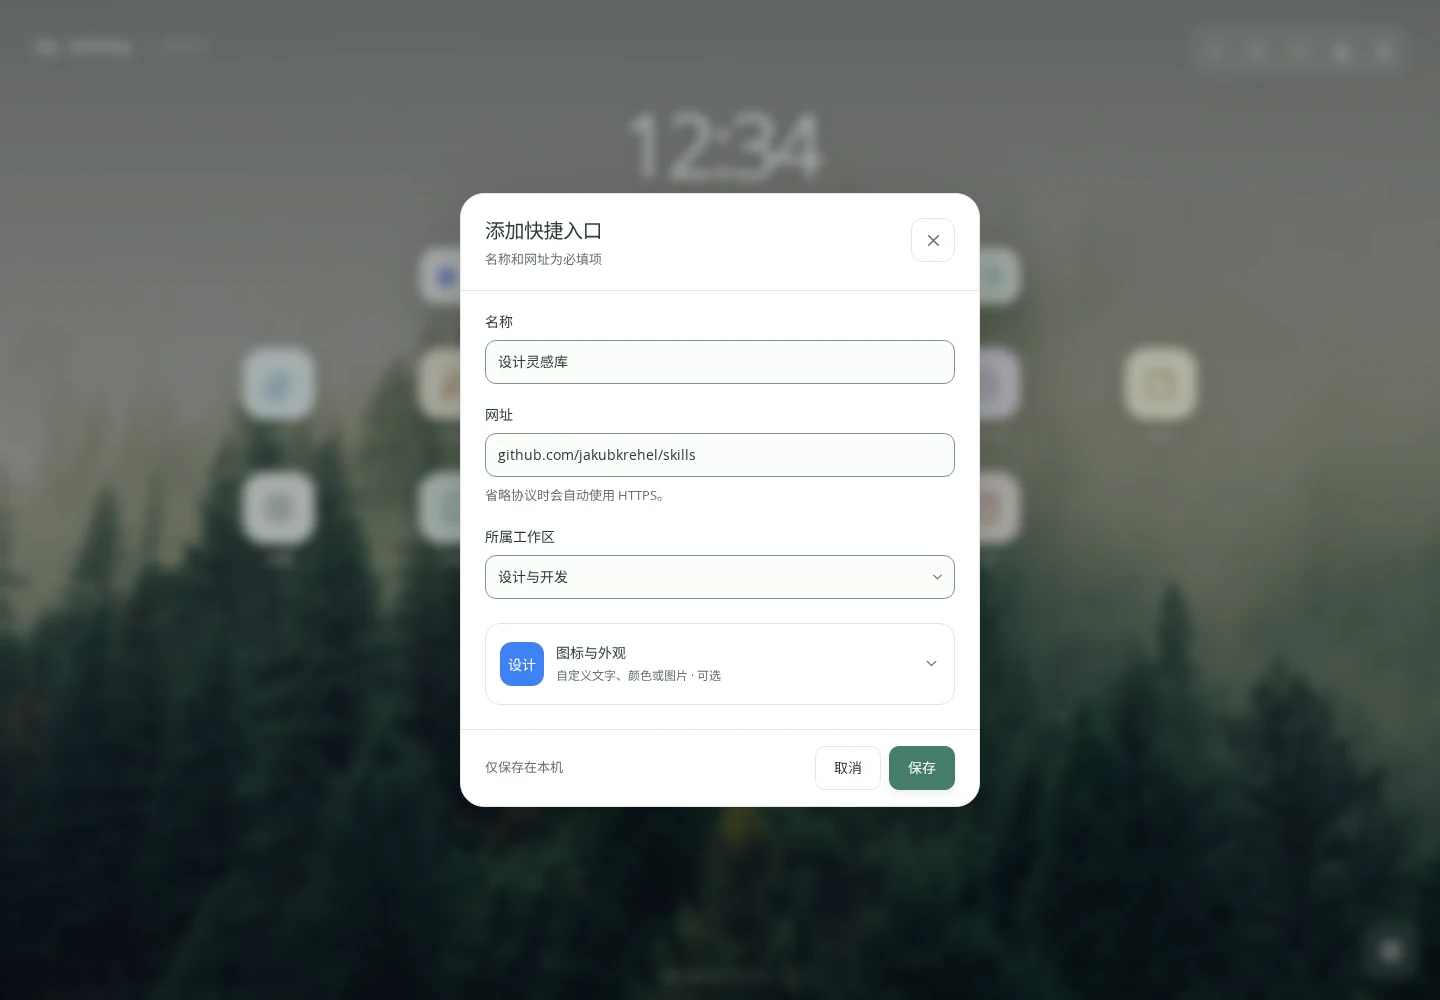 12:34
添加快捷入口
名称和网址为必填项
名称
设计灵感库
网址
github.com/jakubkrehel/skills
省略协议时会自动使用 HTTPS。
所属工作区
设计与开发
设计
图标与外观
自定义文字、颜色或图片 · 可选
仅保存在本机
取消
保存